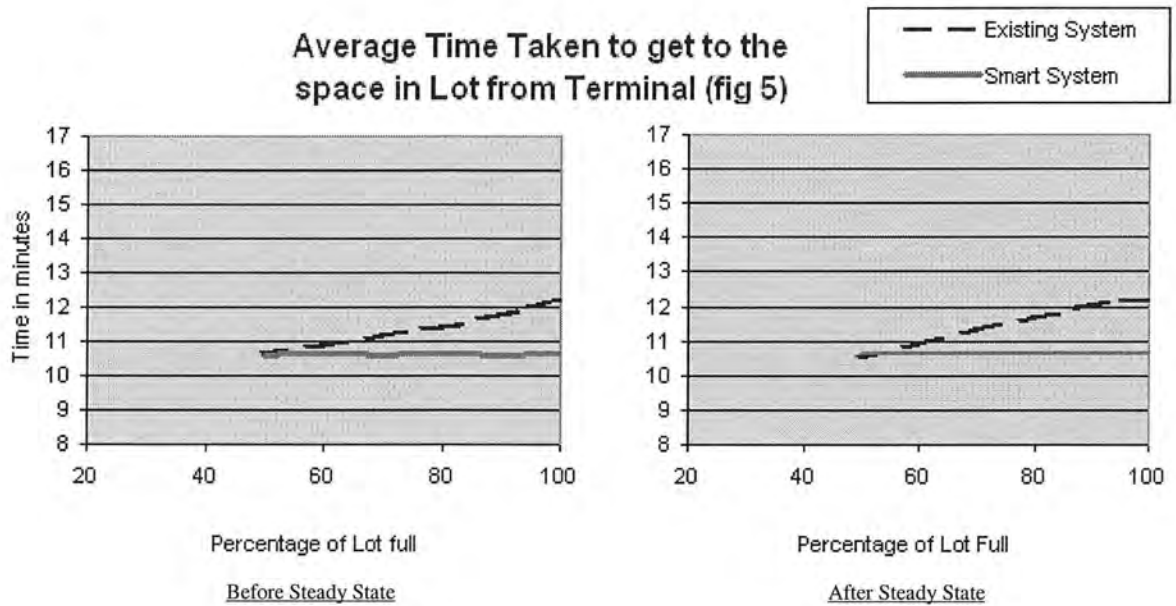 Average Time Taken to get to the
space in Lot from Terminal (fig 5)
Existing System
Smart System
Time in minutes
17
16
15
14
13
12
11
10
9
8
20 40 60 80 100
Percentage of Lot full
Before Steady State
17
16
15
14
13
12
11
10
9
8
20 40 60 80 100
Percentage of Lot Full
After Steady State